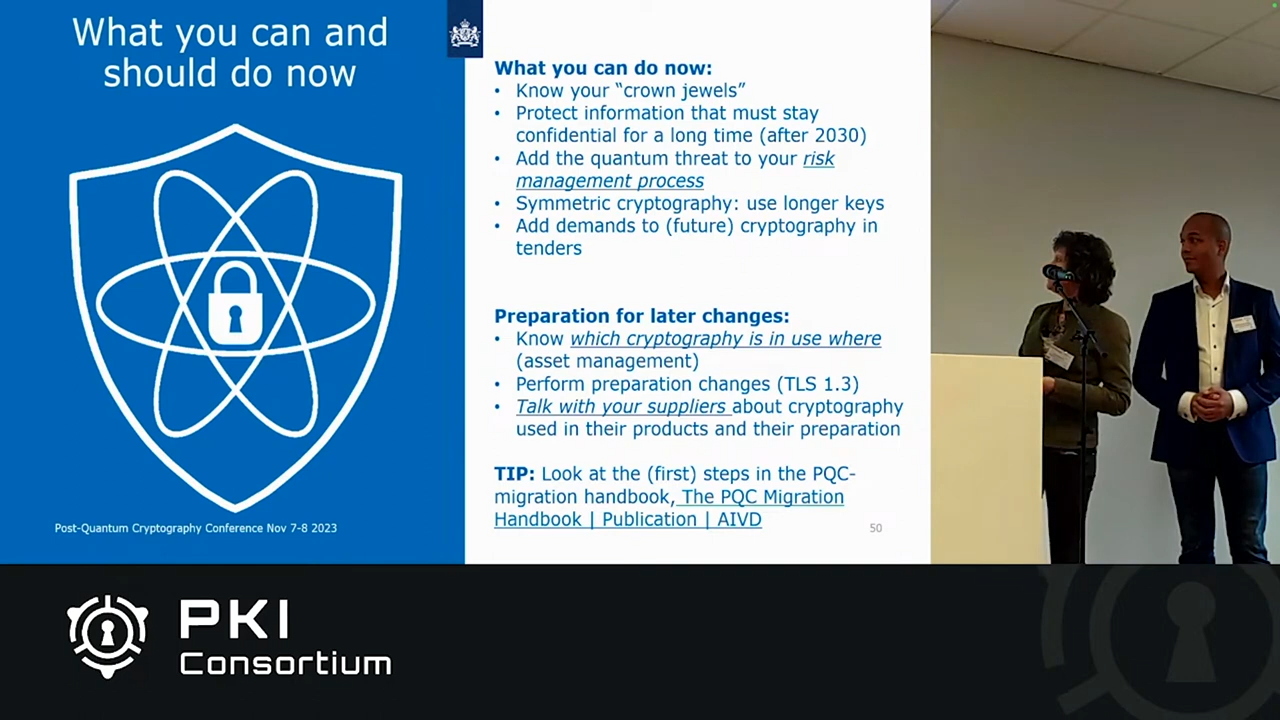 What you can and
should do now
Post-Quantum Cryptography Conference Nov 7-8 2023
What you can do now:
• Know your “crown jewels”
• Protect information that must stay
confidential for a long time (after 2030)
• Add the quantum threat to your risk
management process
• Symmetric cryptography: use longer keys
• Add demands to (future) cryptography in
tenders
Preparation for later changes:
• Know which cryptography is in use where
(asset management)
• Perform preparation changes (TLS 1.3)
• Talk with your suppliers about cryptography
used in their products and their preparation
TIP: Look at the (first) steps in the PQC-
migration handbook, The PQC Migration
Handbook | Publication | AIVD
50
PKI
Consortium